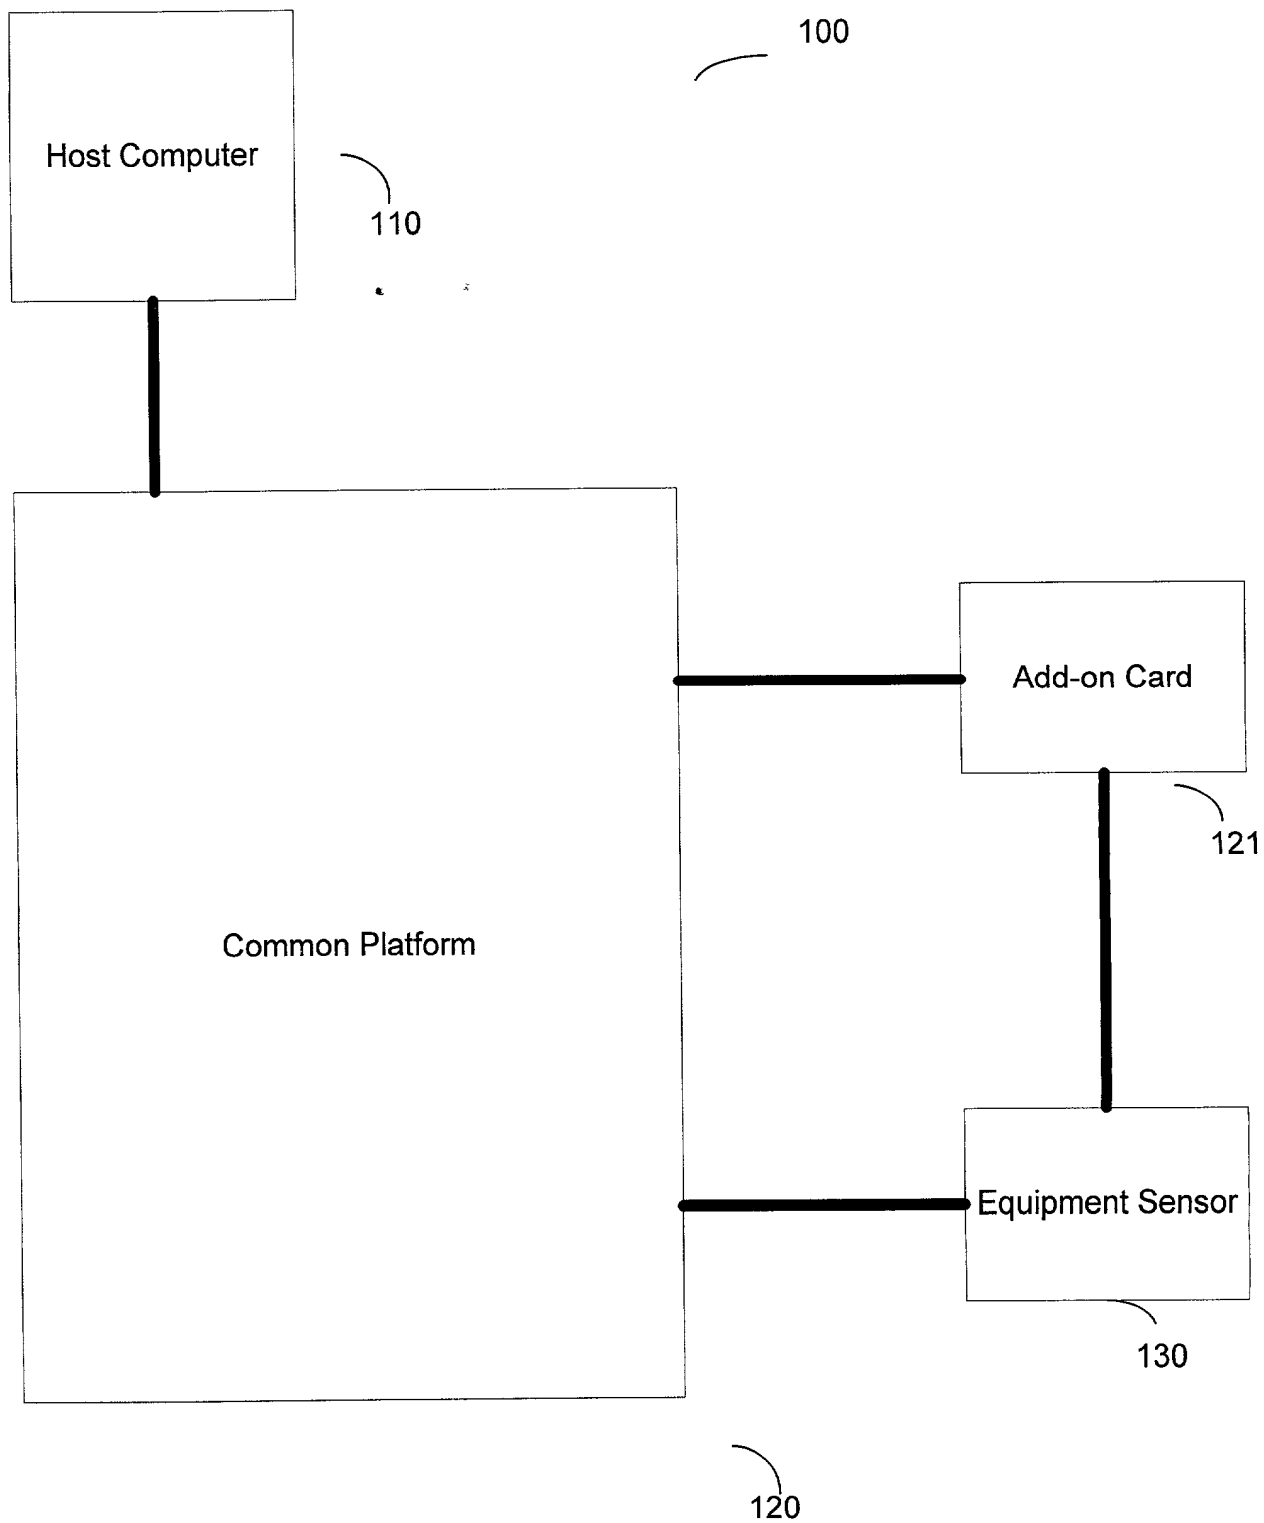 100
Host Computer
110
Add-on Card
121
Common Platform
Equipment Sensor
130
120